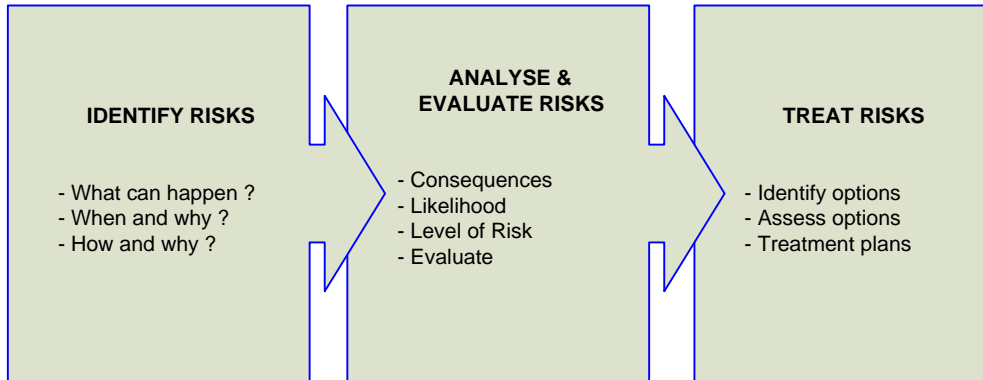 IDENTIFY RISKS
- What can happen ?
- When and why ?
- How and why ?
ANALYSE &
EVALUATE RISKS
- Consequences
- Likelihood
- Level of Risk
- Evaluate
TREAT RISKS
- Identify options
- Assess options
- Treatment plans